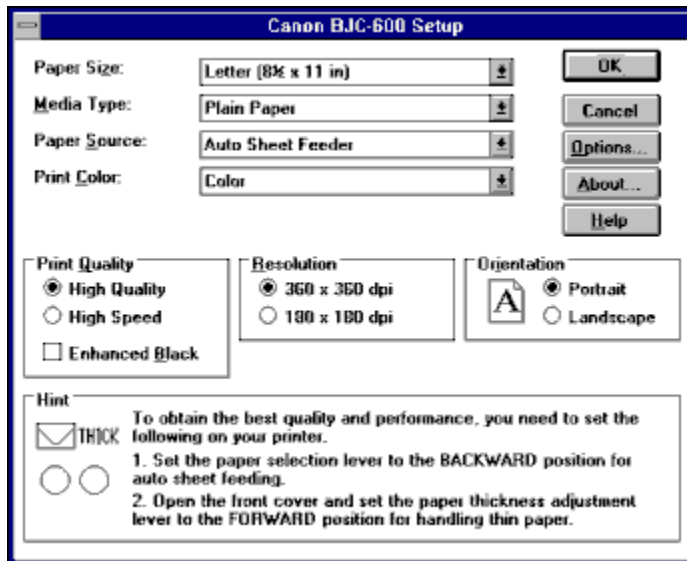 Canon BJC-600 Setup
Paper Size:
Letter (8½ x 11 in)
OK
Media Type:
Plain Paper
Cancel
Paper Source:
Auto Sheet Feeder
Options...
Print Color:
Color
About...
Help
Print Quality
High Quality
High Speed
Enhanced Black
Resolution
360 x 360 dpi
180 x 180 dpi
Orientation
A
Portrait
Landscape
Hint
THICK
To obtain the best quality and performance, you need to set the
following on your printer.
1. Set the paper selection lever to the BACKWARD position for
auto sheet feeding.
2. Open the front cover and set the paper thickness adjustment
lever to the FORWARD position for handling thin paper.